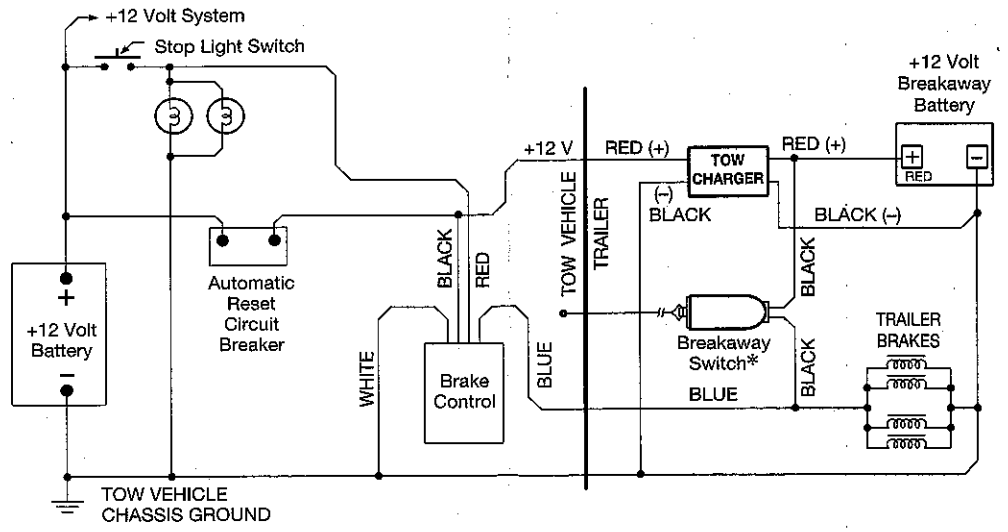 +12 Volt System
Stop Light Switch
+12 Volt
Breakaway
Battery
+12 V
RED (+)
TOW
CHARGER
RED (+)
+
-
RED
(-)
BLACK
BLACK (-)
TOW VEHICLE
TRAILER
BLACK
RED
BLACK
Automatic
Reset
Circuit
Breaker
+
+12 Volt
Battery
-
WHITE
Brake
Control
BLUE
Breakaway
Switch*
BLACK
TRAILER
BRAKES
BLUE
TOW VEHICLE
CHASSIS GROUND